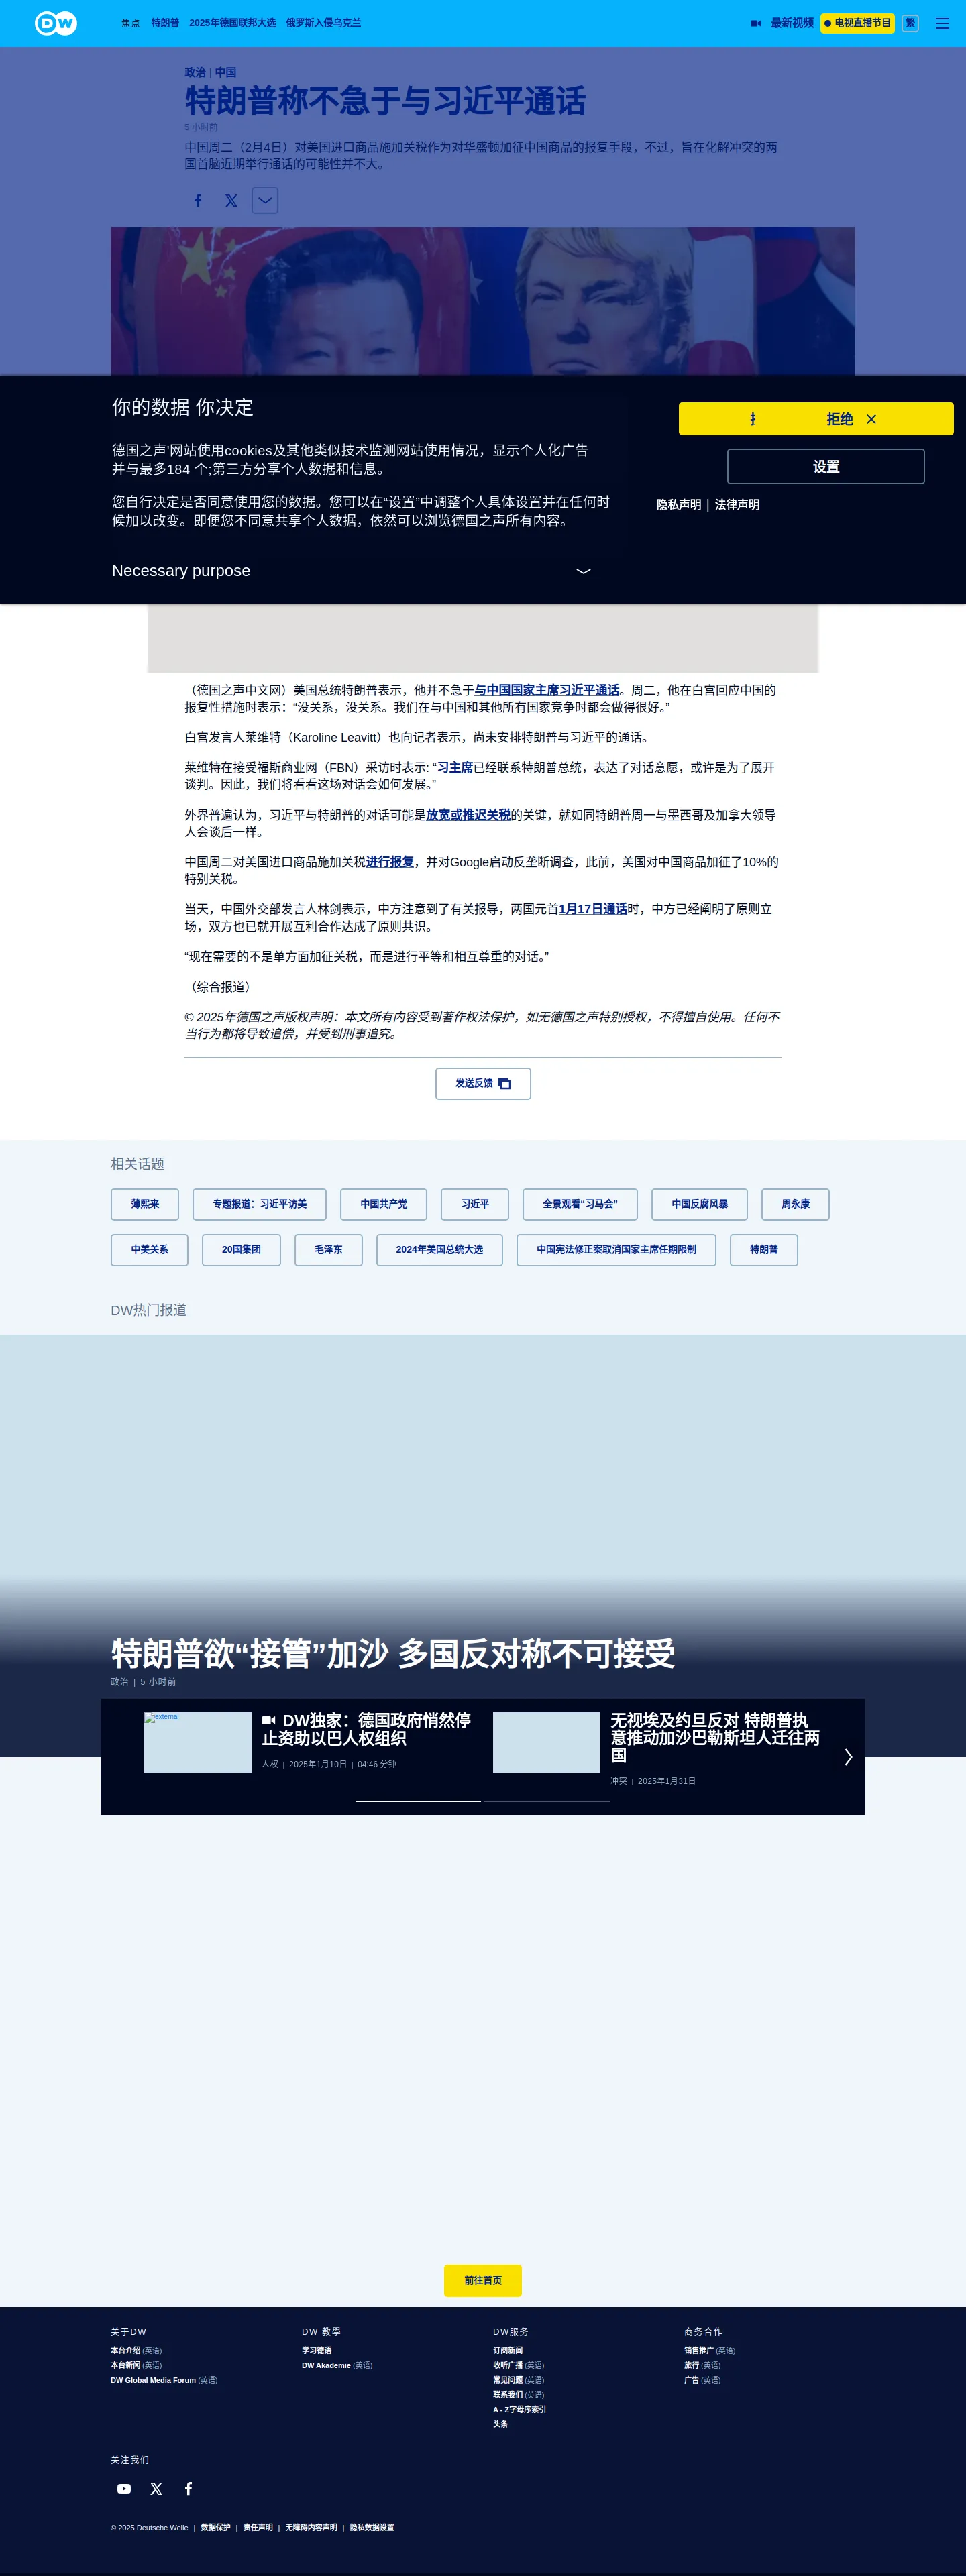 DW
焦点 特朗普 2025年德国联邦大选 俄罗斯入侵乌克兰
最新视频 电视直播节目 繁
政治 | 中国
特朗普称不急于与习近平通话
5 小时前
中国周二（2月4日）对美国进口商品施加关税作为对华盛顿加征中国商品的报复手段，不过，旨在化解冲突的两
国首脑近期举行通话的可能性并不大。
你的数据 你决定
德国之声'网站使用cookies及其他类似技术监测网站使用情况，显示个人化广告
并与最多184 个;第三方分享个人数据和信息。
您自行决定是否同意使用您的数据。您可以在“设置”中调整个人具体设置并在任何时
候加以改变。即便您不同意共享个人数据，依然可以浏览德国之声所有内容。
Necessary purpose
拒绝
设置
隐私声明 | 法律声明
（德国之声中文网）美国总统特朗普表示，他并不急于与中国国家主席习近平通话。周二，他在白宫回应中国的
报复性措施时表示：“没关系，没关系。我们在与中国和其他所有国家竞争时都会做得很好。”
白宫发言人莱维特（Karoline Leavitt）也向记者表示，尚未安排特朗普与习近平的通话。
莱维特在接受福斯商业网（FBN）采访时表示: “习主席已经联系特朗普总统，表达了对话意愿，或许是为了展开
谈判。因此，我们将看看这场对话会如何发展。”
外界普遍认为，习近平与特朗普的对话可能是放宽或推迟关税的关键，就如同特朗普周一与墨西哥及加拿大领导
人会谈后一样。
中国周二对美国进口商品施加关税进行报复，并对Google启动反垄断调查，此前，美国对中国商品加征了10%的
特别关税。
当天，中国外交部发言人林剑表示，中方注意到了有关报导，两国元首1月17日通话时，中方已经阐明了原则立
场，双方也已就开展互利合作达成了原则共识。
“现在需要的不是单方面加征关税，而是进行平等和相互尊重的对话。”
（综合报道）
© 2025年德国之声版权声明：本文所有内容受到著作权法保护，如无德国之声特别授权，不得擅自使用。任何不
当行为都将导致追偿，并受到刑事追究。
发送反馈
相关话题
薄熙来 专题报道：习近平访美 中国共产党 习近平 全景观看“习马会” 中国反腐风暴 周永康
中美关系 20国集团 毛泽东 2024年美国总统大选 中国宪法修正案取消国家主席任期限制 特朗普
DW热门报道
特朗普欲“接管”加沙 多国反对称不可接受
政治 | 5 小时前
external
DW独家：德国政府悄然停
止资助以巴人权组织
人权 | 2025年1月10日 | 04:46 分钟
无视埃及约旦反对 特朗普执
意推动加沙巴勒斯坦人迁往两
国
冲突 | 2025年1月31日
前往首页
关于DW
本台介绍 (英语)
本台新闻 (英语)
DW Global Media Forum (英语)
DW 教學
学习德语
DW Akademie (英语)
DW服务
订阅新闻
收听广播 (英语)
常见问题 (英语)
联系我们 (英语)
A - Z字母序索引
头条
商务合作
销售推广 (英语)
旅行 (英语)
广告 (英语)
关注我们
© 2025 Deutsche Welle | 数据保护 | 责任声明 | 无障碍内容声明 | 隐私数据设置